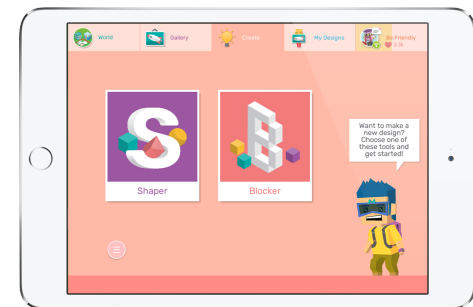 World
Gallery
Create
My Designs
Be Friendly
S
B
Shaper
Blocker
Want to make a
new design?
Choose one of
these tools and
get started!